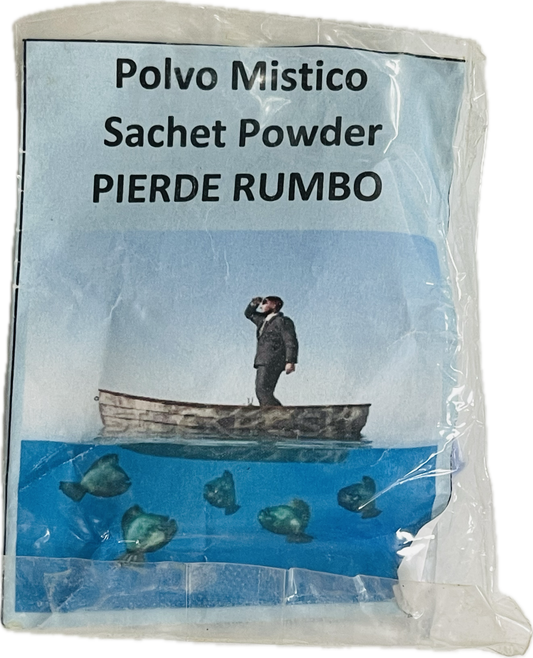 Polvo Mistico
Sachet Powder
PIERDE RUMBO